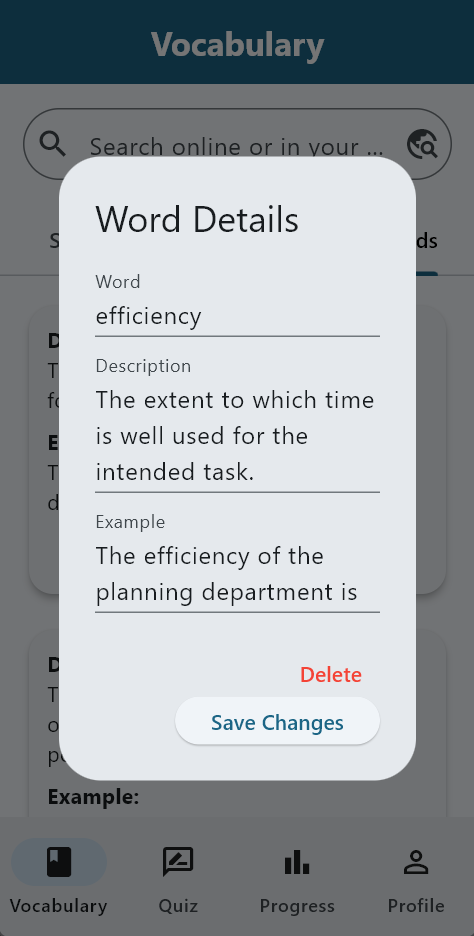 Vocabulary
Search online or in your ...
S
ds
Word Details
Word
efficiency
Description
The extent to which time
is well used for the
intended task.
Example
The efficiency of the
planning department is
Delete
Save Changes
Example:
Vocabulary
Quiz
Progress
Profile